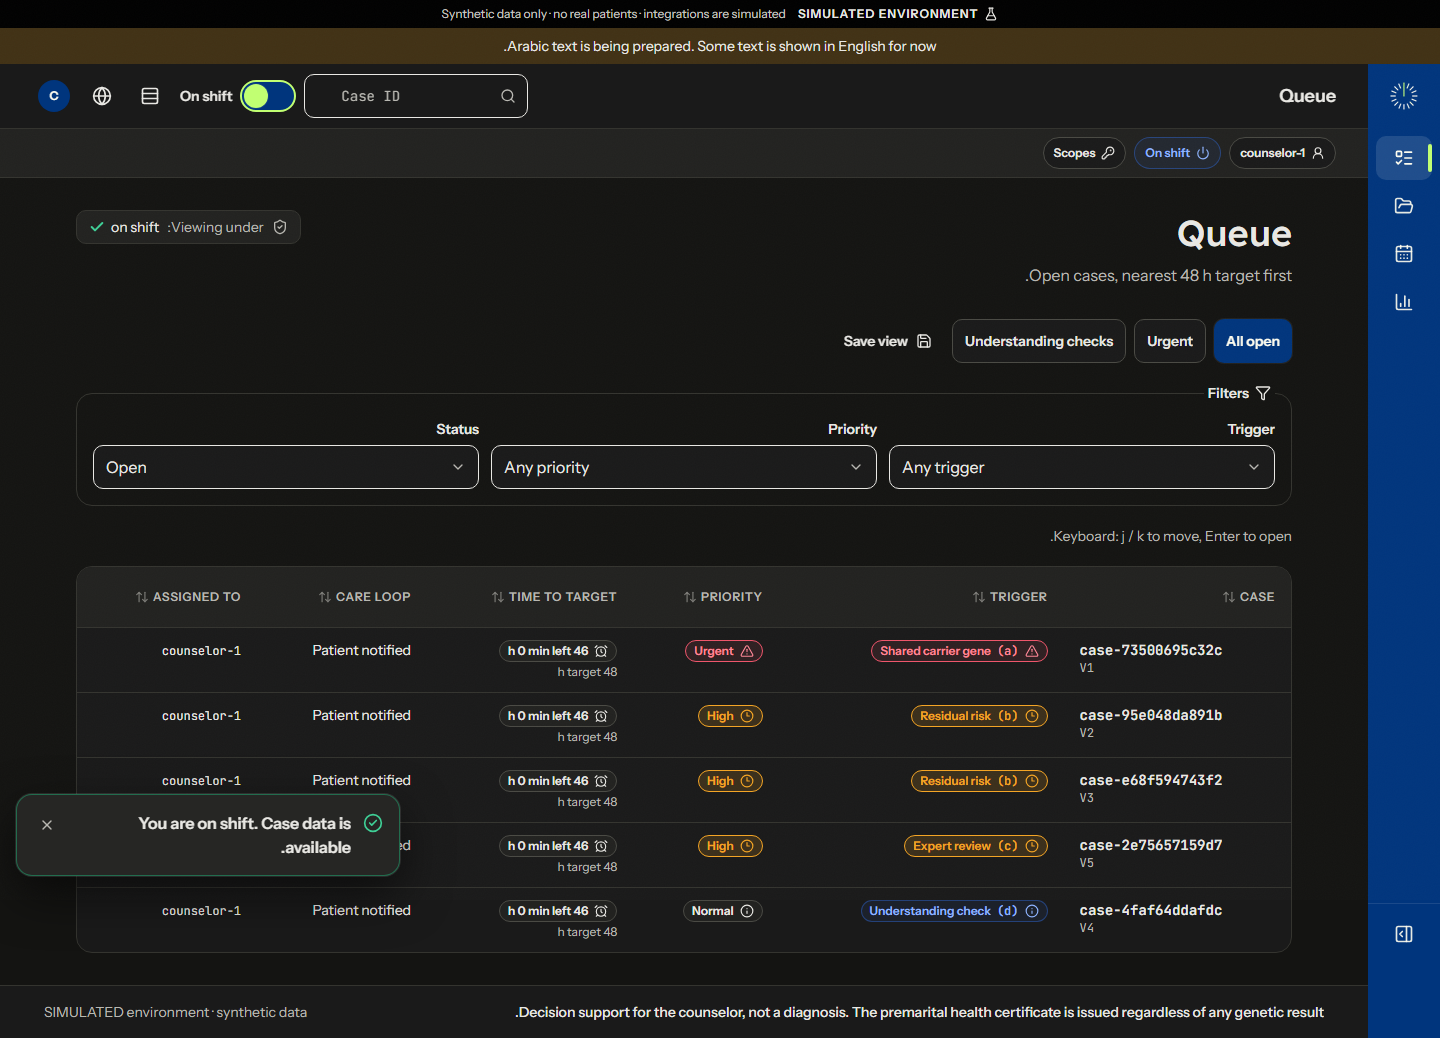 Synthetic data only · no real patients · integrations are simulated SIMULATED ENVIRONMENT
.Arabic text is being prepared. Some text is shown in English for now
C On shift Case ID Queue
Scopes On shift counselor-1
on shift :Viewing under
Queue
.Open cases, nearest 48 h target first
Save view Understanding checks Urgent All open
Filters
Status Priority Trigger
Open Any priority Any trigger
.Keyboard: j / k to move, Enter to open
ASSIGNED TO CARE LOOP TIME TO TARGET PRIORITY TRIGGER CASE
counselor-1 Patient notified h 0 min left 46 Urgent Shared carrier gene (a) case-73500695c32c
h target 48 V1
counselor-1 Patient notified h 0 min left 46 High Residual risk (b) case-95e048da891b
h target 48 V2
counselor-1 Patient notified h 0 min left 46 High Residual risk (b) case-e68f594743f2
h target 48 V3
You are on shift. Case data is
.available
ed h 0 min left 46 High Expert review (c) case-2e75657159d7
h target 48 V5
counselor-1 Patient notified h 0 min left 46 Normal Understanding check (d) case-4faf64ddafdc
h target 48 V4
SIMULATED environment · synthetic data .Decision support for the counselor, not a diagnosis. The premarital health certificate is issued regardless of any genetic result